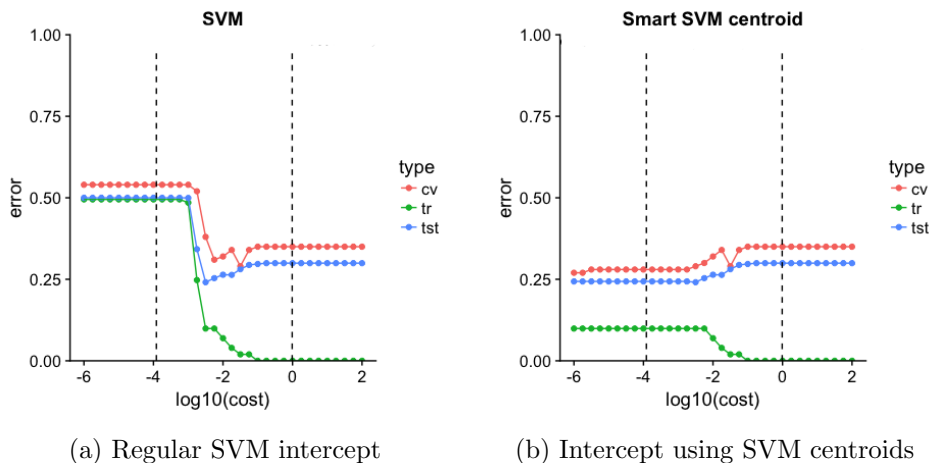 SVM
1.00
0.75
0.50
0.25
0.00
error
-6 -4 -2 0 2
log10(cost)
type
cv
tr
tst
(a) Regular SVM intercept
Smart SVM centroid
1.00
0.75
0.50
0.25
0.00
error
-6 -4 -2 0 2
log10(cost)
type
cv
tr
tst
(b) Intercept using SVM centroids